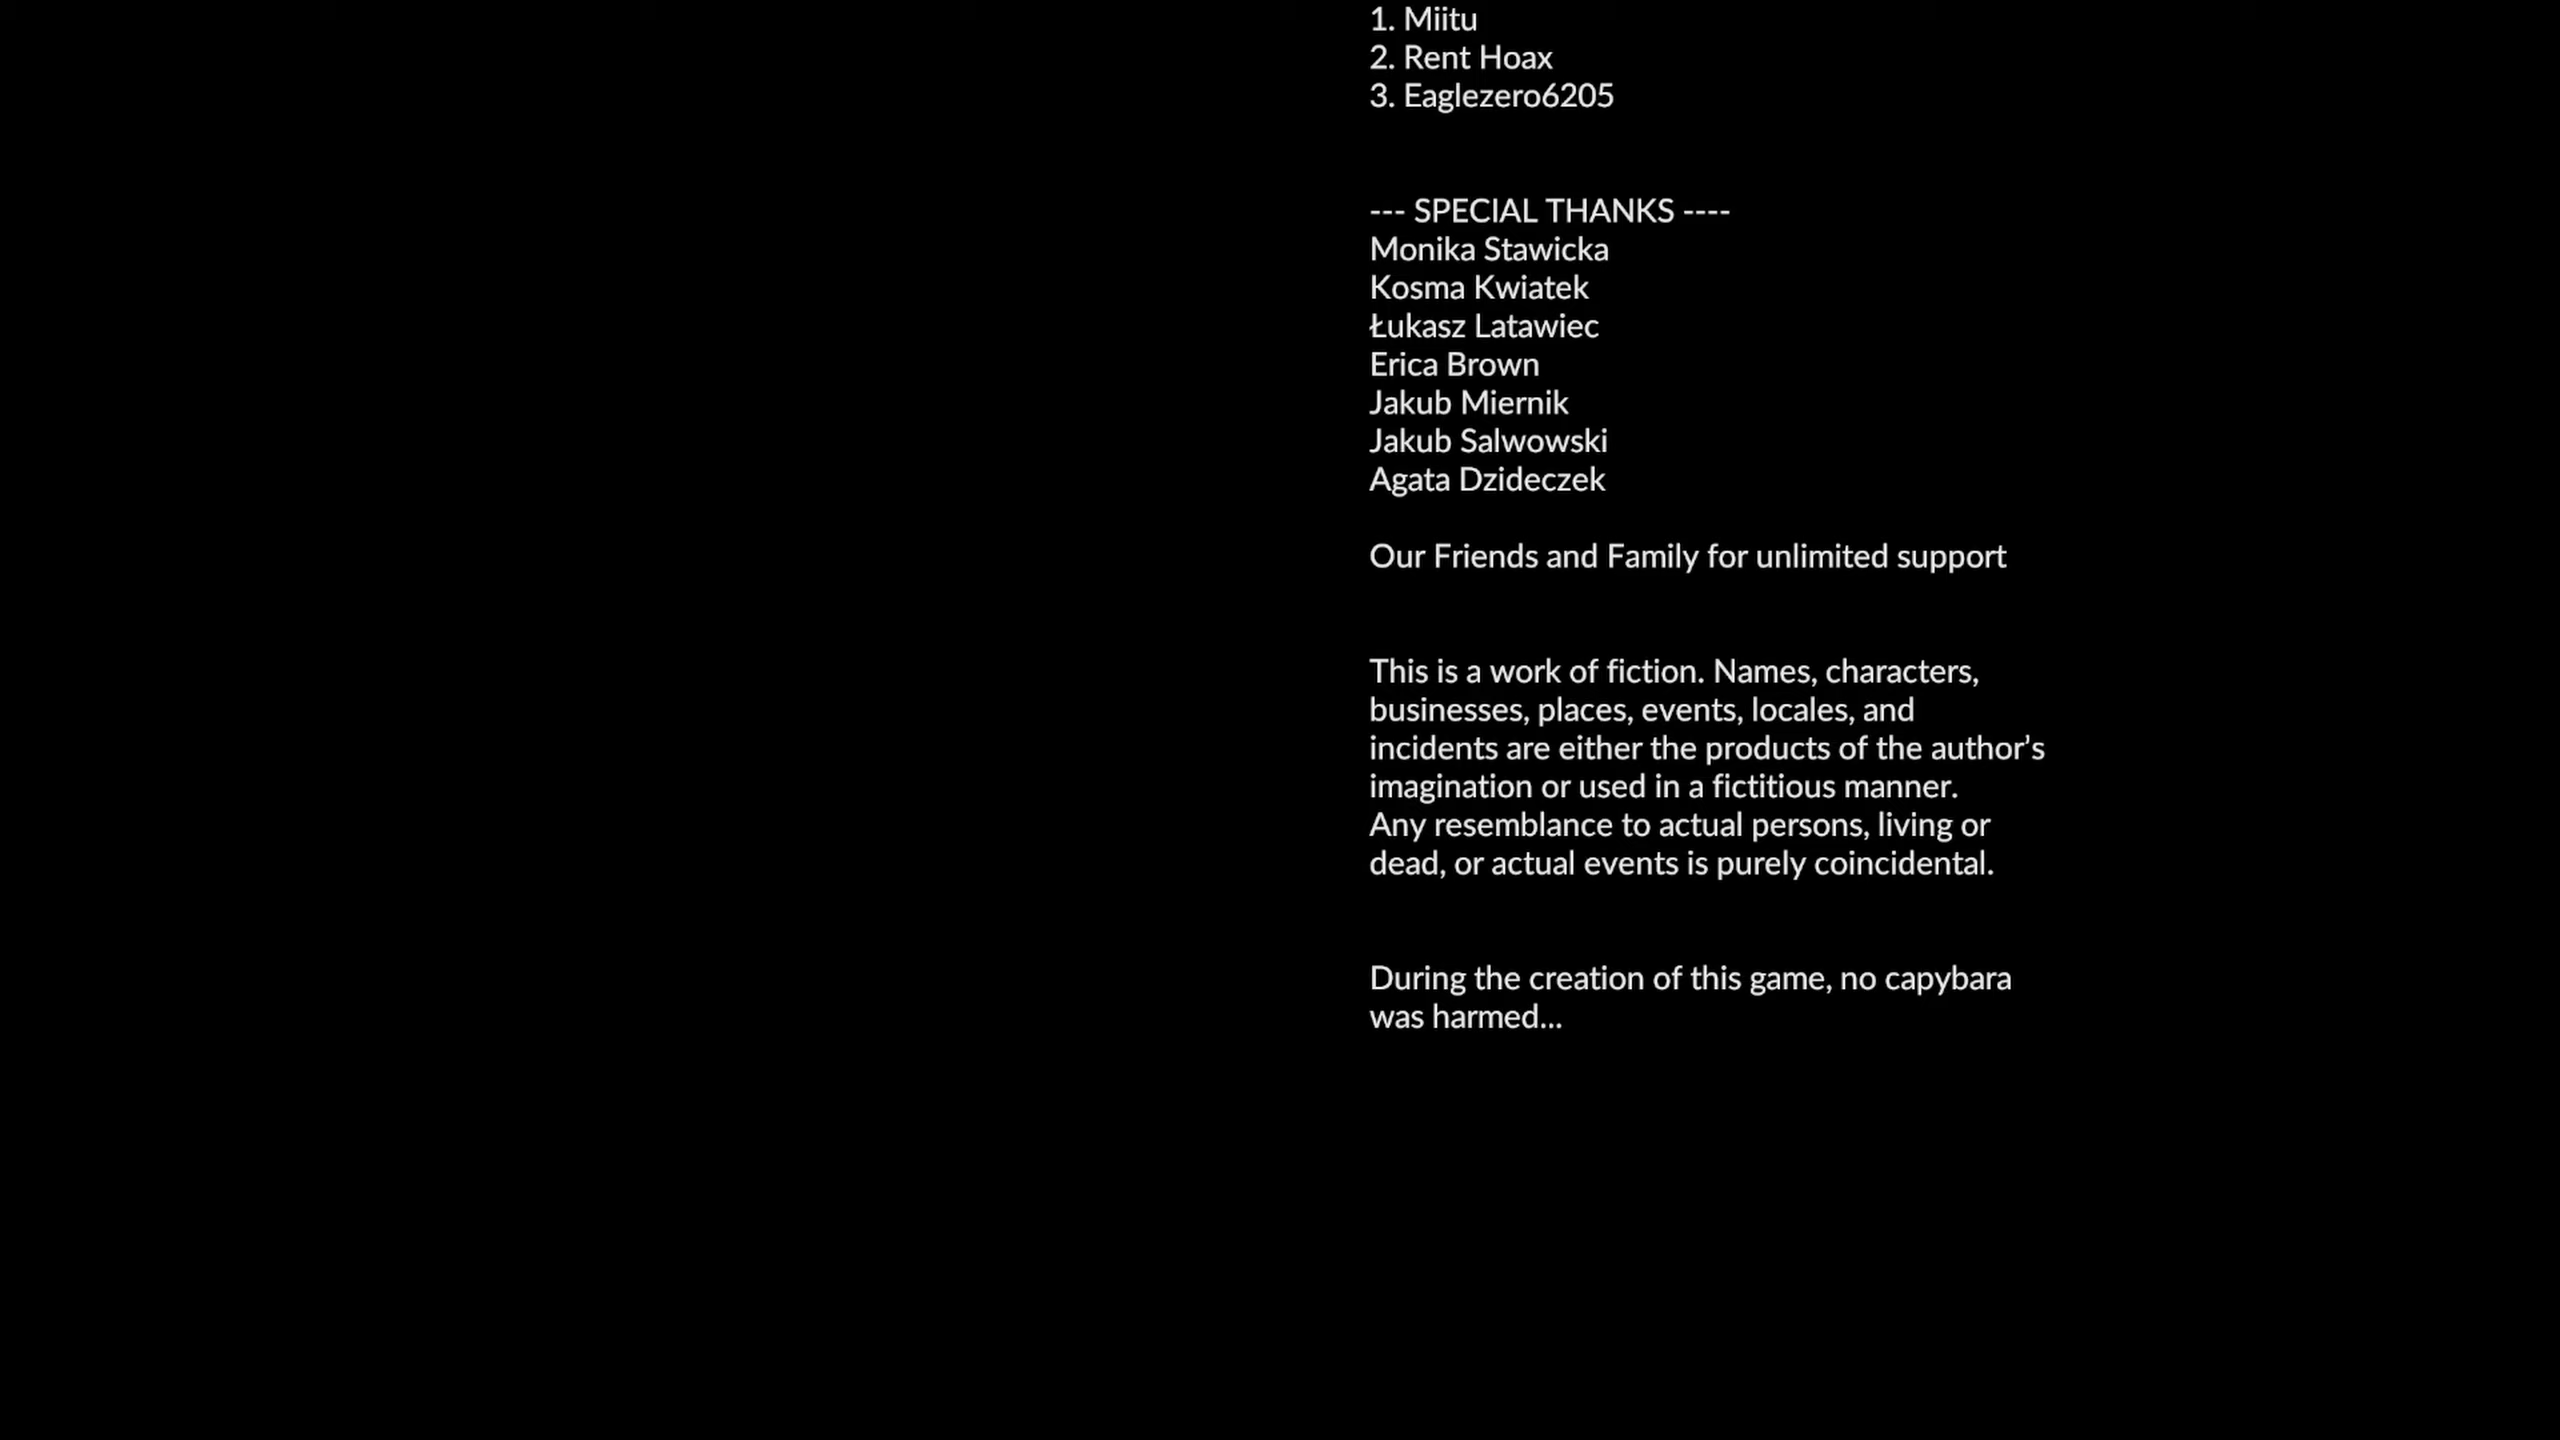 1. Miitu
2. Rent Hoax
3. Eaglezero6205
--- SPECIAL THANKS ----
Monika Stawicka
Kosma Kwiatek
Łukasz Latawiec
Erica Brown
Jakub Miernik
Jakub Salwowski
Agata Dzideczek
Our Friends and Family for unlimited support
This is a work of fiction. Names, characters,
businesses, places, events, locales, and
incidents are either the products of the author’s
imagination or used in a fictitious manner.
Any resemblance to actual persons, living or
dead, or actual events is purely coincidental.
During the creation of this game, no capybara
was harmed...